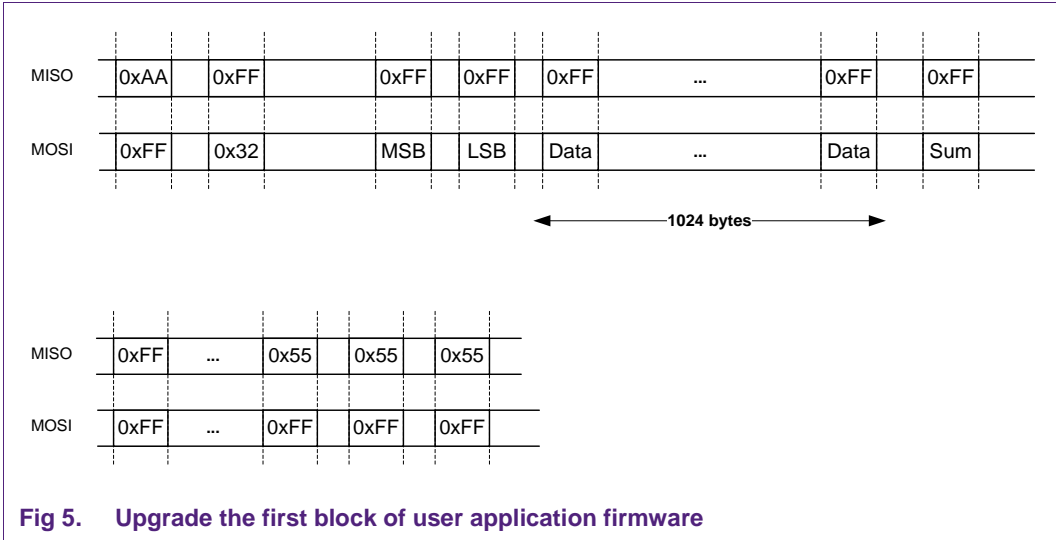 MISO 0xAA 0xFF 0xFF 0xFF 0xFF ... 0xFF 0xFF
MOSI 0xFF 0x32 MSB LSB Data ... Data Sum
1024 bytes
MISO 0xFF ... 0x55 0x55 0x55
MOSI 0xFF ... 0xFF 0xFF 0xFF
Fig 5. Upgrade the first block of user application firmware